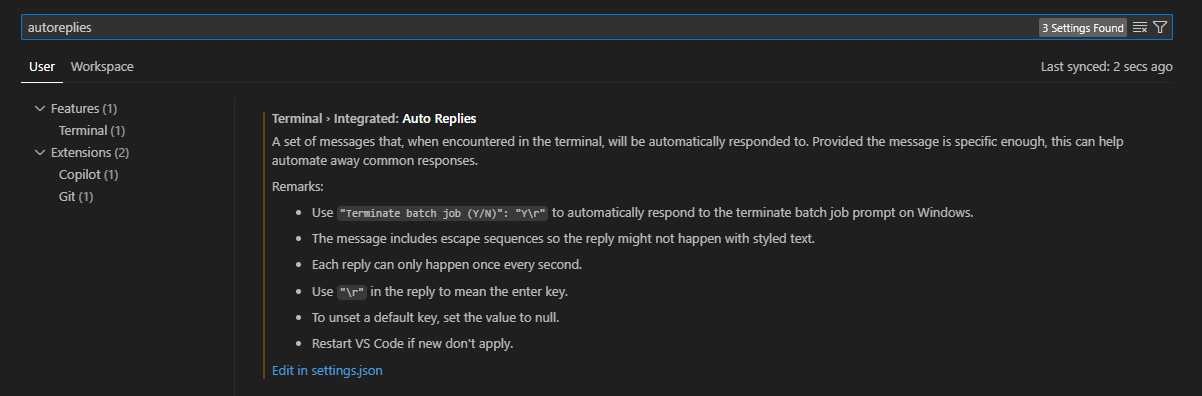 autoreplies
3 Settings Found
User Workspace
Last synced: 2 secs ago
Features (1)
Terminal (1)
Extensions (2)
Copilot (1)
Git (1)
Terminal › Integrated: Auto Replies
A set of messages that, when encountered in the terminal, will be automatically responded to. Provided the message is specific enough, this can help
automate away common responses.
Remarks:
• Use "Terminate batch job (Y/N)": "Y\r" to automatically respond to the terminate batch job prompt on Windows.
• The message includes escape sequences so the reply might not happen with styled text.
• Each reply can only happen once every second.
• Use "\r" in the reply to mean the enter key.
• To unset a default key, set the value to null.
• Restart VS Code if new don't apply.
Edit in settings.json